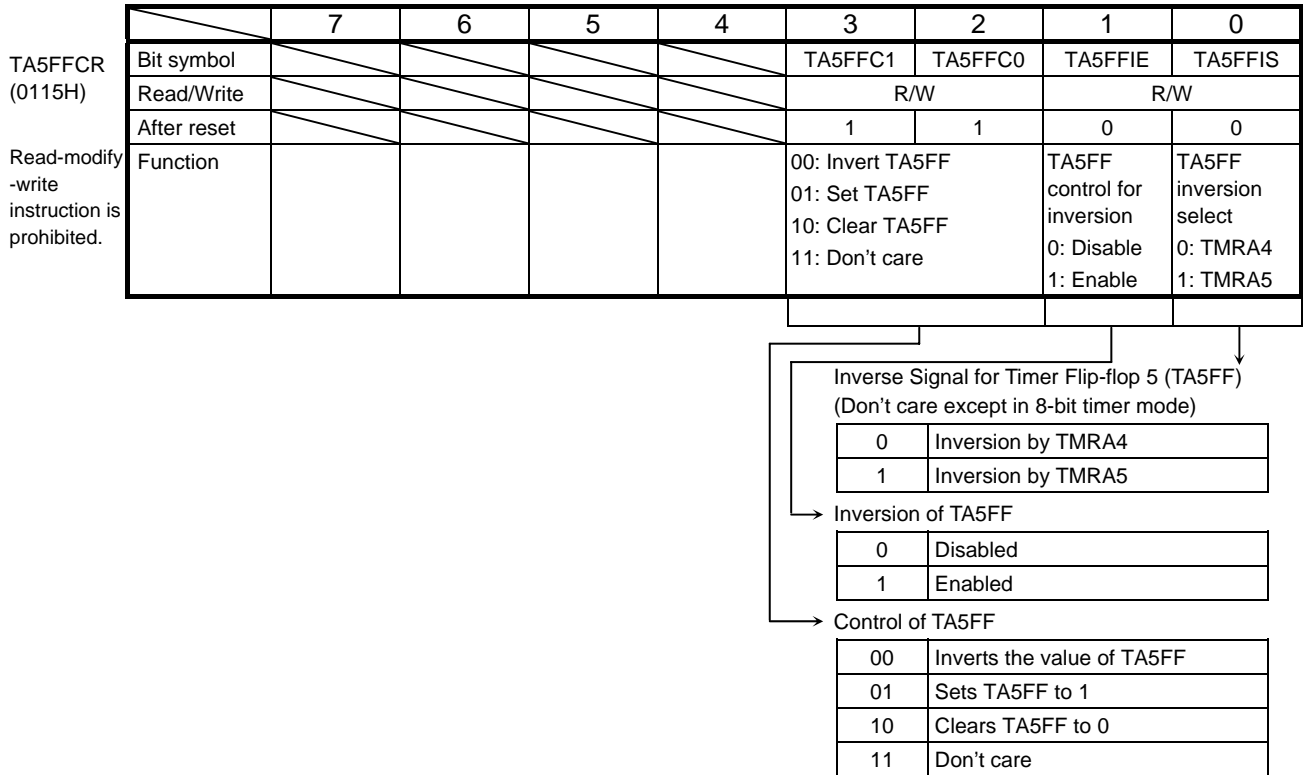 7 6 5 4 3 2 1 0
TA5FFCR
(0115H)
Read-modify
-write
instruction is
prohibited.
Bit symbol TA5FFC1 TA5FFC0 TA5FFIE TA5FFIS
Read/Write R/W R/W
After reset 1 1 0 0
Function
00: Invert TA5FF
01: Set TA5FF
10: Clear TA5FF
11: Don't care
TA5FF
control for
inversion
0: Disable
1: Enable
TA5FF
inversion
select
0: TMRA4
1: TMRA5
Inverse Signal for Timer Flip-flop 5 (TA5FF)
(Don't care except in 8-bit timer mode)
0 Inversion by TMRA4
1 Inversion by TMRA5
Inversion of TA5FF
0 Disabled
1 Enabled
Control of TA5FF
00 Inverts the value of TA5FF
01 Sets TA5FF to 1
10 Clears TA5FF to 0
11 Don't care